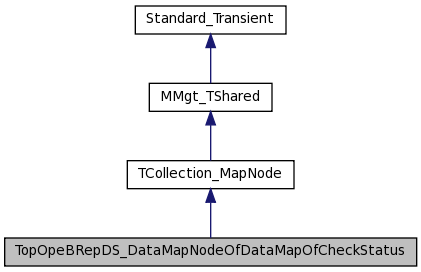 Standard_Transient
MMgt_TShared
TCollection_MapNode
TopOpeBRepDS_DataMapNodeOfDataMapOfCheckStatus